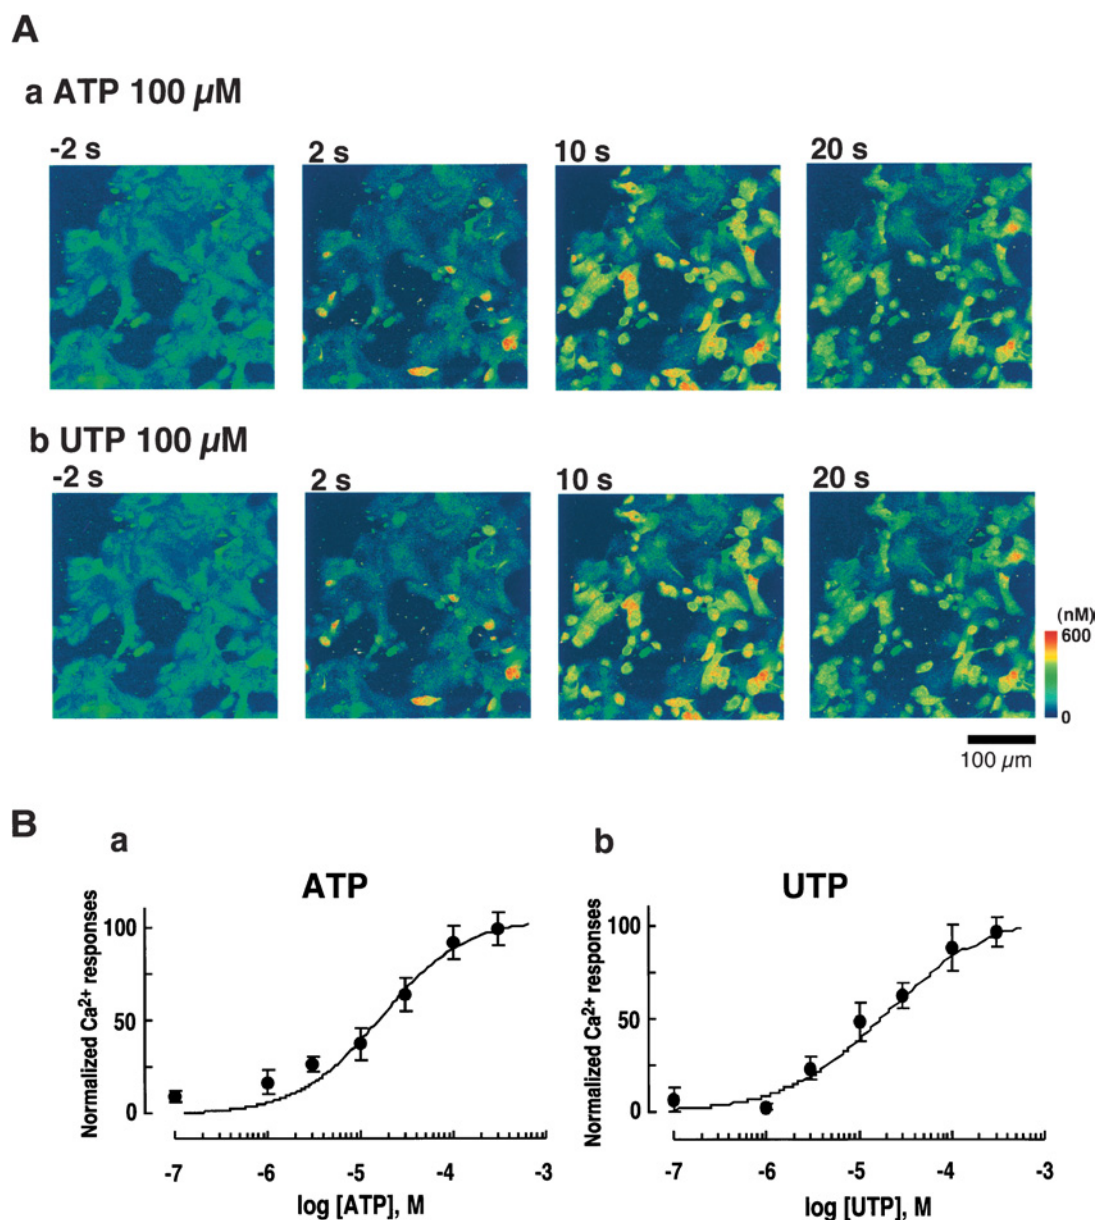 A
a ATP 100 µM
-2 s 2 s 10 s 20 s
b UTP 100 µM
-2 s 2 s 10 s 20 s
(nM)
600
0
100 µm
B
a b
ATP UTP
Normalized Ca²⁺ responses
100
50
0
-7 -6 -5 -4 -3
log [ATP], M
Normalized Ca²⁺ responses
100
50
0
-7 -6 -5 -4 -3
log [UTP], M